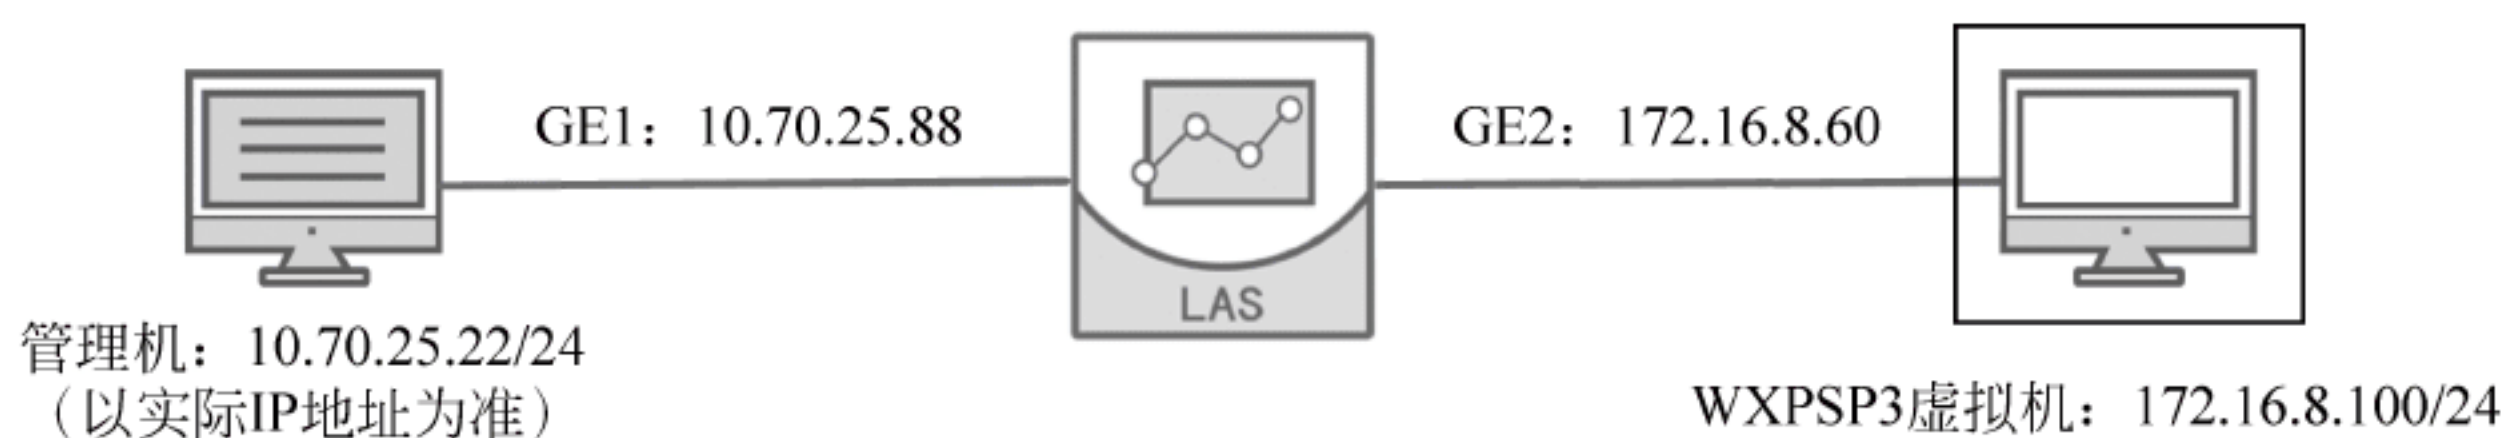 GE1：10.70.25.88
GE2：172.16.8.60
LAS
管理机：10.70.25.22/24
（以实际IP地址为准）
WXPSP3虚拟机：172.16.8.100/24